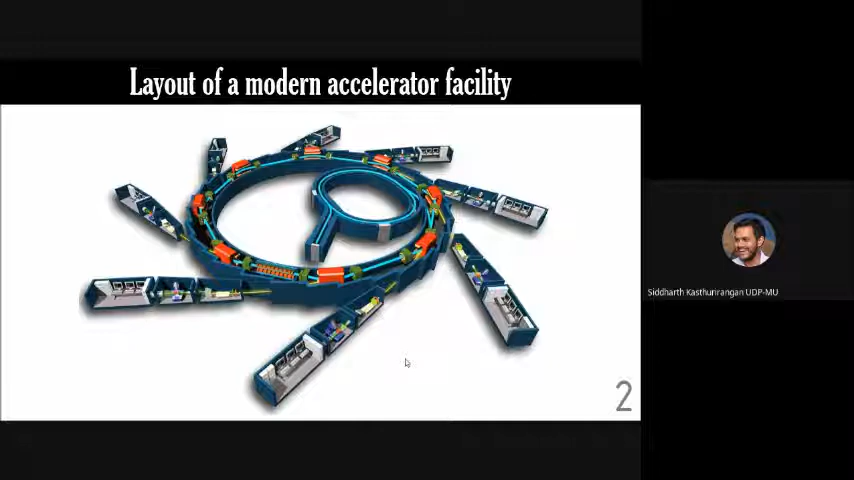 Layout of a modern accelerator facility
Siddharth Kasthurirangan UDP-MU
2